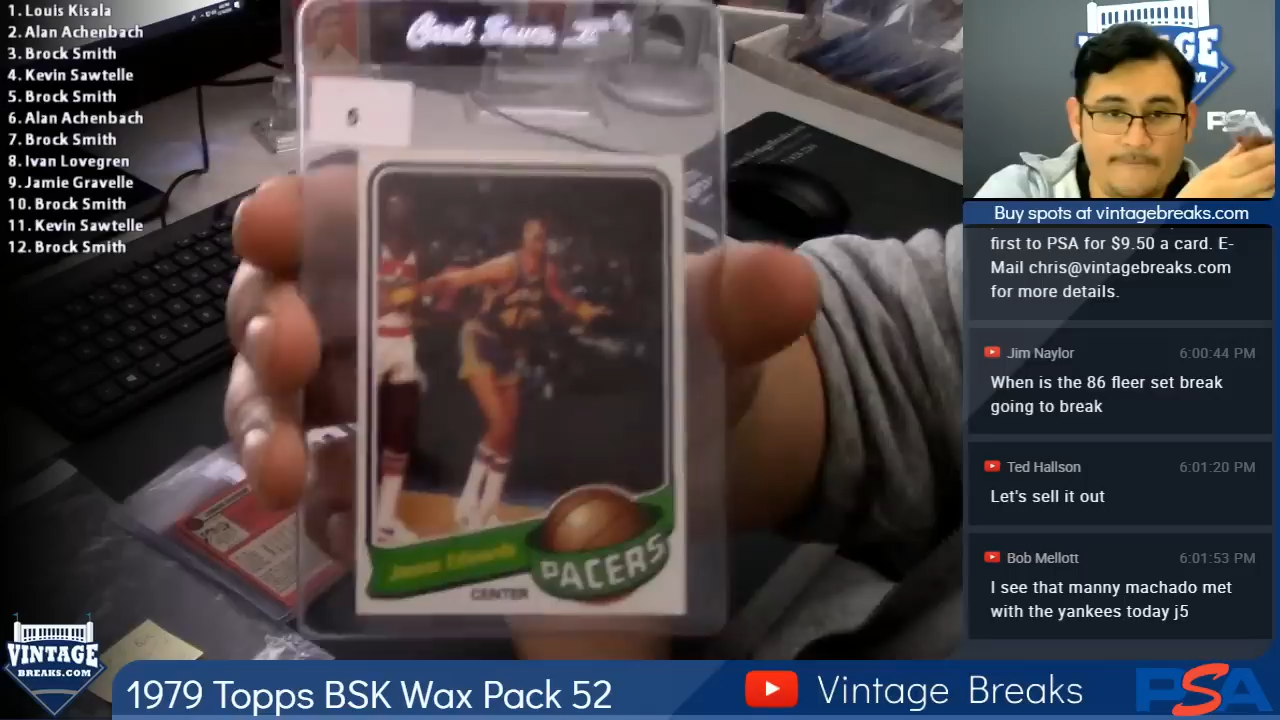 1. Louis Kisala
2. Alan Achenbach
3. Brock Smith
4. Kevin Sawtelle
5. Brock Smith
6. Alan Achenbach
7. Brock Smith
8. Ivan Lovegren
9. Jamie Gravelle
10. Brock Smith
11. Kevin Sawtelle
12. Brock Smith
Card Saver
6
James Edwards
PACERS
CENTER
VINTAGE
PSA
Buy spots at vintagebreaks.com
first to PSA for $9.50 a card. E-
Mail chris@vintagebreaks.com
for more details.
Jim Naylor 6:00:44 PM
When is the 86 fleer set break
going to break
Ted Hallson 6:01:20 PM
Let's sell it out
Bob Mellott 6:01:53 PM
I see that manny machado met
with the yankees today j5
VINTAGE
BREAKS.COM
1979 Topps BSK Wax Pack 52
Vintage Breaks
PSA